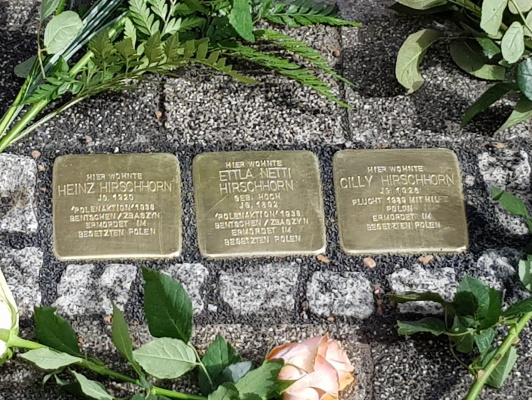 HIER WOHNTE
HEINZ HIRSCHHORN
JG. 1920
'POLENAKTION' 1938
BENTSCHEN/ZBASZYN
ERMORDET IM
BESETZTEN POLEN
HIER WOHNTE
ETTLA NETTI
HIRSCHHORN
GEB. HOCH
JG. 1892
'POLENAKTION' 1938
BENTSCHEN/ZBASZYN
ERMORDET IM
BESETZTEN POLEN
HIER WOHNTE
CILLY HIRSCHHORN
JG. 1925
FLUCHT 1939 MIT HILFE
POLEN
ERMORDET IM
BESETZTEN POLEN